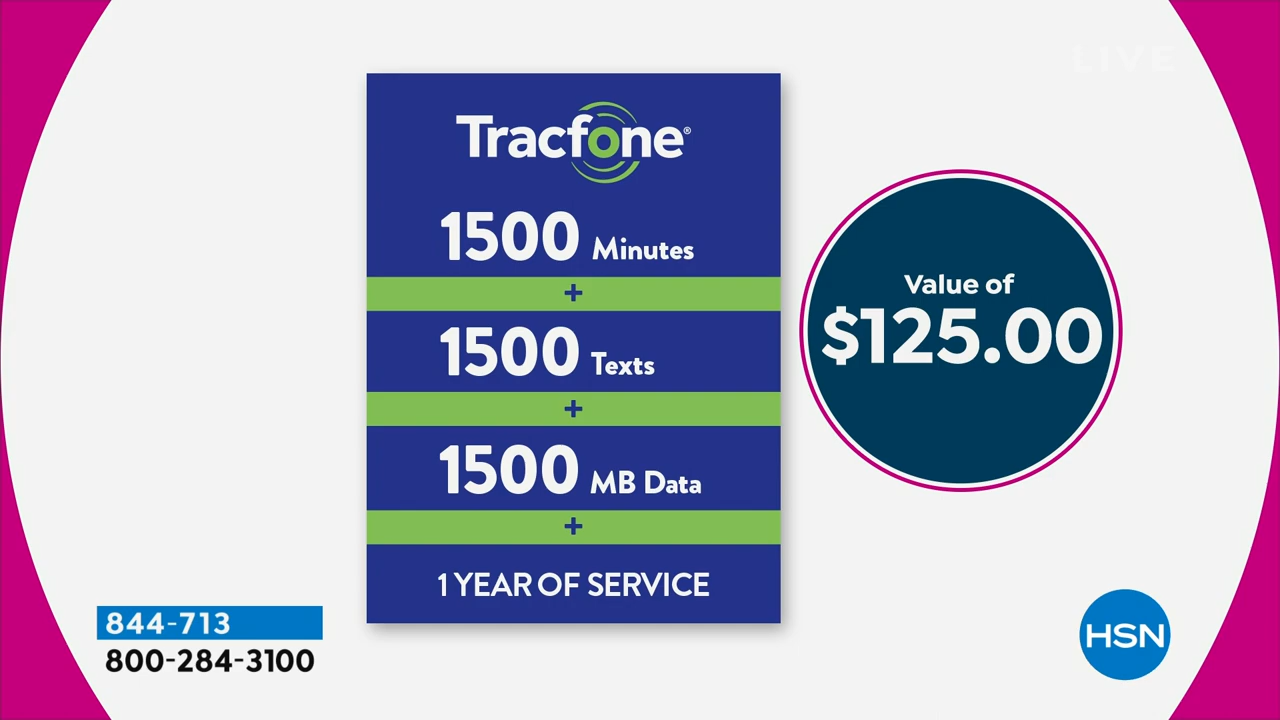 LIVE
Tracfone®
1500 Minutes
+
1500 Texts
+
1500 MB Data
+
1 YEAR OF SERVICE
Value of
$125.00
844-713
800-284-3100
HSN